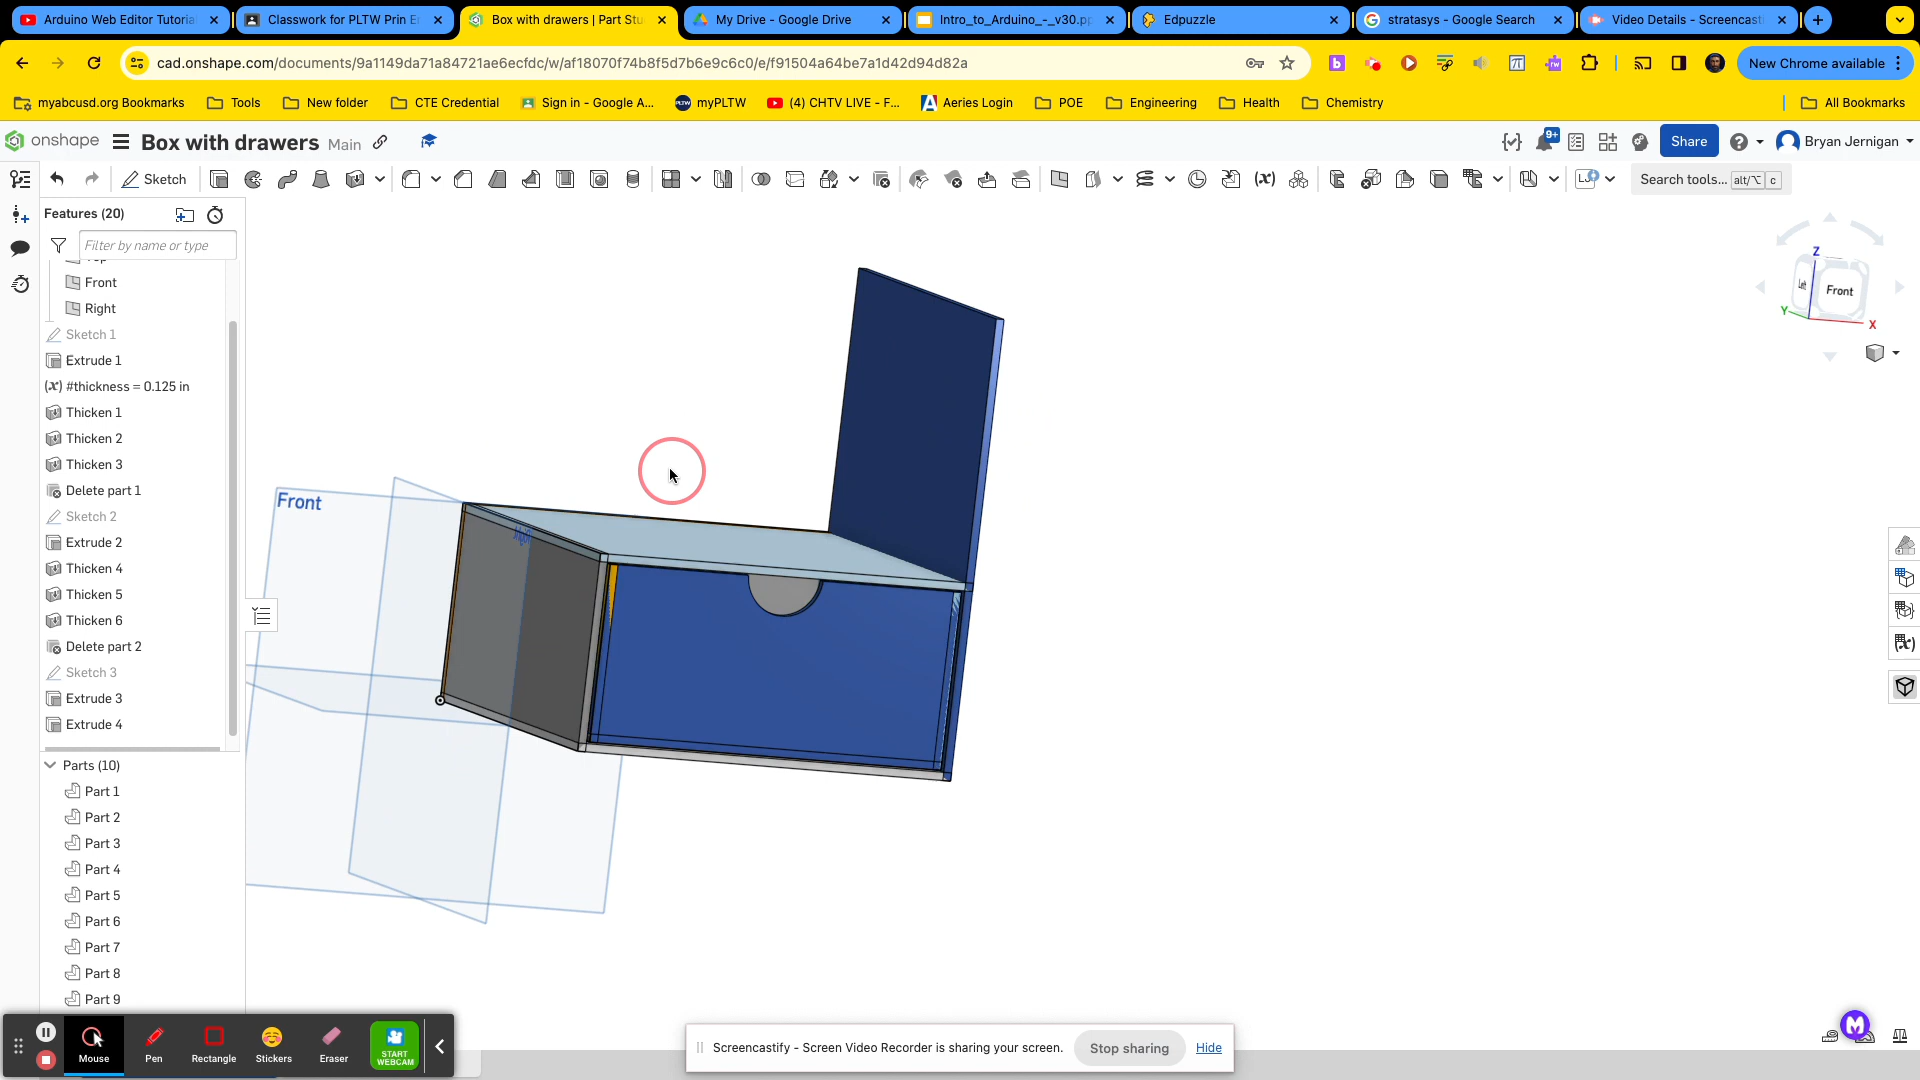 Arduino Web Editor Tutoria
Classwork for PLTW Prin E
Box with drawers | Part Stu
My Drive - Google Drive
Intro_to_Arduino_-_v30.pp
Edpuzzle
stratasys - Google Search
Video Details - Screencast
cad.onshape.com/documents/9a1149da71a84721ae6ecfdc/w/af18070f74b8f5d7b6e9c6c0/e/f91504a64be7a1d42d94d82a
New Chrome available
myabcusd.org Bookmarks
Tools
New folder
CTE Credential
Sign in - Google A...
myPLTW
(4) CHTV LIVE - F...
Aeries Login
POE
Engineering
Health
Chemistry
All Bookmarks
onshape
Box with drawers Main
9+
Share
Bryan Jernigan
Sketch
Search tools... alt/⌥ c
Features (20)
Filter by name or type
Front
Right
Sketch 1
Extrude 1
(x) #thickness = 0.125 in
Thicken 1
Thicken 2
Thicken 3
Delete part 1
Sketch 2
Extrude 2
Thicken 4
Thicken 5
Thicken 6
Delete part 2
Sketch 3
Extrude 3
Extrude 4
Parts (10)
Part 1
Part 2
Part 3
Part 4
Part 5
Part 6
Part 7
Part 8
Part 9
Front
Z
Left
Front
Y
X
Mouse
Pen
Rectangle
Stickers
Eraser
START
WEBCAM
Screencastify - Screen Video Recorder is sharing your screen.
Stop sharing
Hide